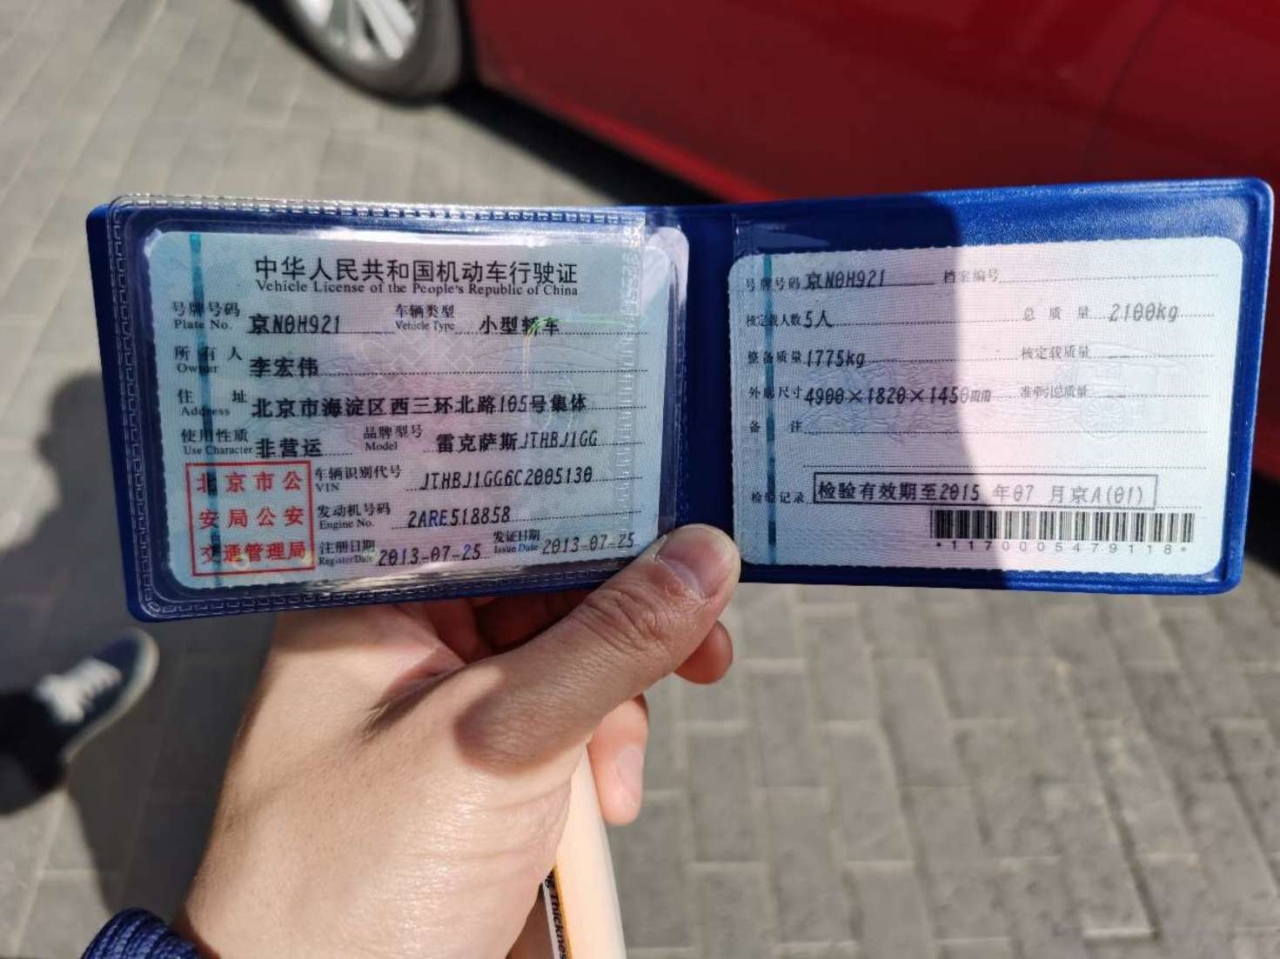 中华人民共和国机动车行驶证
Vehicle License of the People's Republic of China
号牌号码 京N0H921 车辆类型 小型轿车
Plate No. Vehicle Type
所有人 李宏伟
Owner
住址 北京市海淀区西三环北路105号集体
Address
使用性质 非营运 品牌型号 雷克萨斯JTHBJ1GG
Use Character Model
北京市公
安局公安
交通管理局
车辆识别代号 JTHBJ1GG6C2005130
VIN
发动机号码 2ARE518858
Engine No.
注册日期 2013-07-25 发证日期 2013-07-25
Register Date Issue Date
号牌号码 京N0H921 档案编号
核定载人数 5人 总质量 2100kg
整备质量 1775kg 核定载质量 --
外廓尺寸 4900×1820×1450mm 准牵引总质量 --
备注
检验记录 检验有效期至2015 年07 月京A(01)
*1170005479118*
Thickne